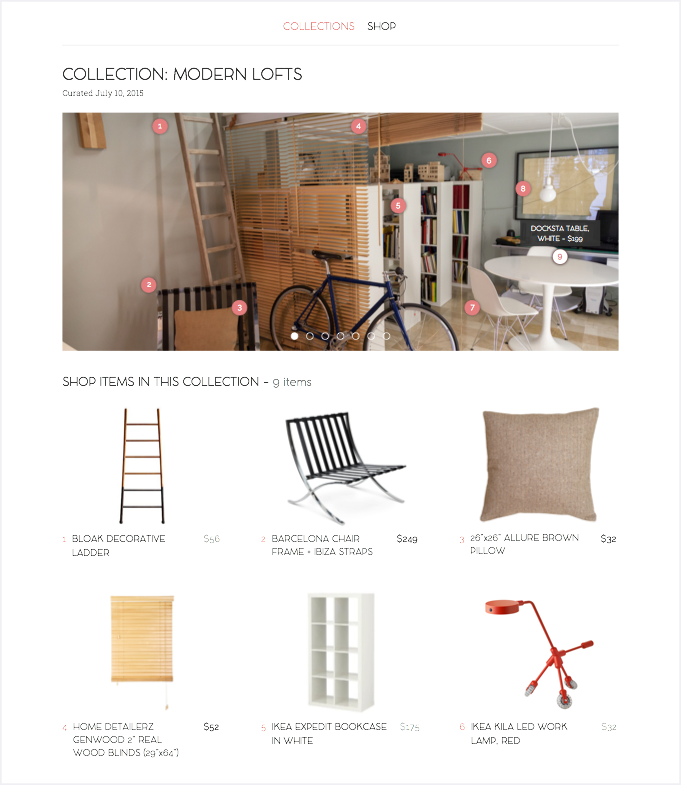 COLLECTIONS SHOP
COLLECTION: MODERN LOFTS
Curated July 10, 2015
1
4
6
8
5
DOCKSTA TABLE,
WHITE - $199
9
2
3
7
SHOP ITEMS IN THIS COLLECTION - 9 items
1 BLOAK DECORATIVE $56
LADDER
2 BARCELONA CHAIR $249
FRAME + IBIZA STRAPS
3 26"x26" ALLURE BROWN $32
PILLOW
4 HOME DETAILERZ $52
GENWOOD 2" REAL
WOOD BLINDS (29"x64")
5 IKEA EXPEDIT BOOKCASE $175
IN WHITE
6 IKEA KILA LED WORK $32
LAMP, RED